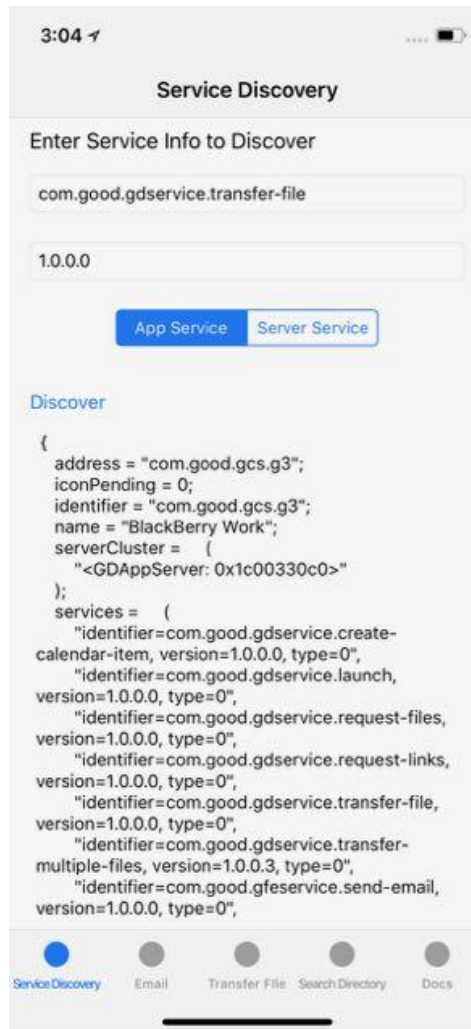 3:04
Service Discovery
Enter Service Info to Discover
com.good.gdservice.transfer-file
1.0.0.0
App Service Server Service
Discover
{
address = "com.good.gcs.g3";
iconPending = 0;
identifier = "com.good.gcs.g3";
name = "BlackBerry Work";
serverCluster = (
"<GDAppServer: 0x1c00330c0>"
);
services = (
"identifier=com.good.gdservice.create-
calendar-item, version=1.0.0.0, type=0",
"identifier=com.good.gdservice.launch,
version=1.0.0.0, type=0",
"identifier=com.good.gdservice.request-files,
version=1.0.0.0, type=0",
"identifier=com.good.gdservice.request-links,
version=1.0.0.0, type=0",
"identifier=com.good.gdservice.transfer-file,
version=1.0.0.0, type=0",
"identifier=com.good.gdservice.transfer-
multiple-files, version=1.0.0.3, type=0",
"identifier=com.good.gfeservice.send-email,
version=1.0.0.0, type=0",
Service Discovery Email Transfer FIle Search Directory Docs